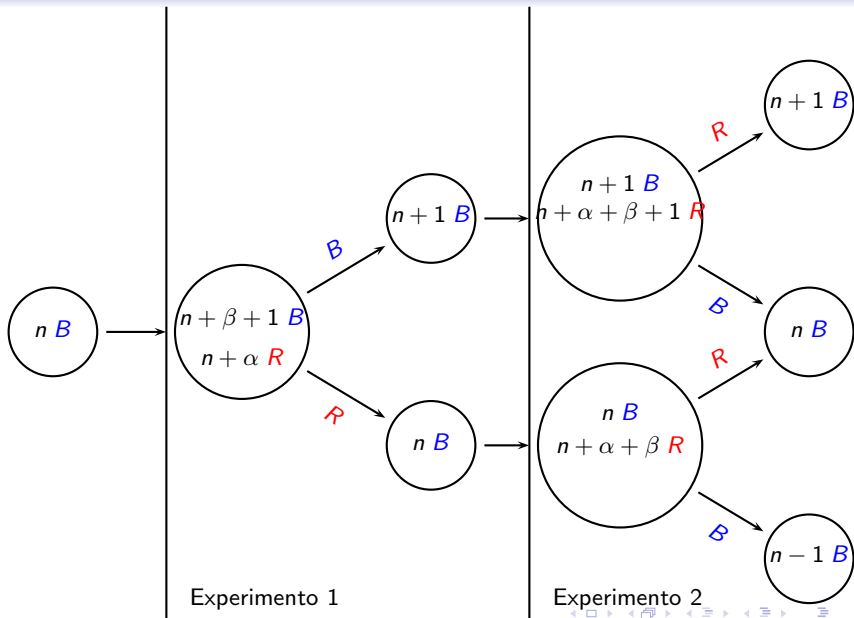 n B
n + β + 1 B
n + α R
B
R
n + 1 B
n B
n + 1 B
n + α + β + 1 R
n B
n + α + β R
R
B
R
B
n + 1 B
n B
n − 1 B
Experimento 1
Experimento 2